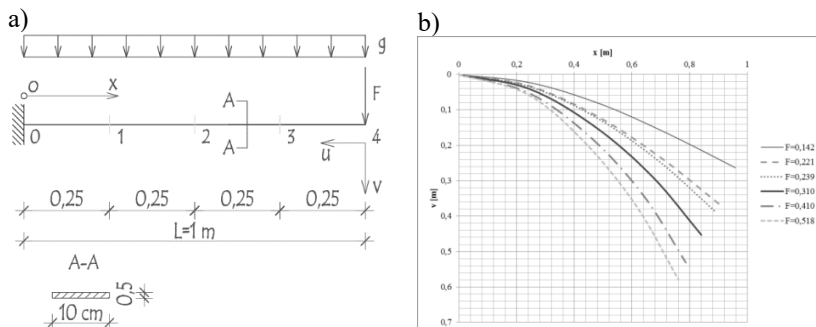 a)
g
O x
F
A
A
0 1 2 3 4
u
v
0,25 0,25 0,25 0,25
L=1 m
A-A
0,5
10 cm
b)
x [m]
0 0,2 0,4 0,6 0,8 1
0
0,1
0,2
0,3
0,4
0,5
0,6
0,7
v [m]
F=0,142
F=0,221
F=0,239
F=0,310
F=0,410
F=0,518